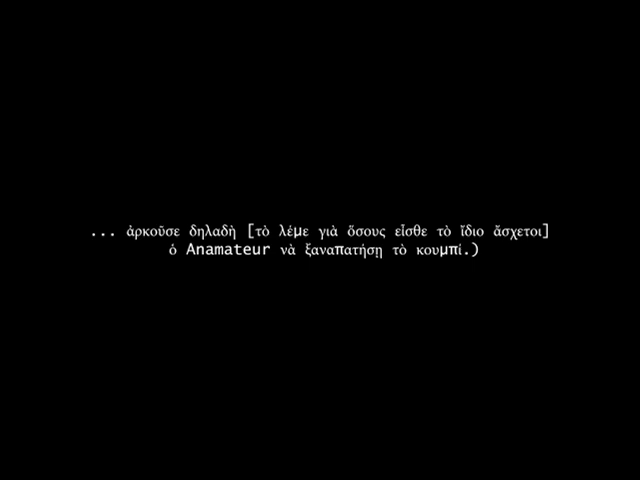 ... ἀρκοῦσε δηλαδὴ [τὸ λέμε γιὰ ὅσους εἶσθε τὸ ἴδιο ἄσχετοι]
ὁ Anamateur νὰ ξαναπατήσῃ τὸ κουμπί.)